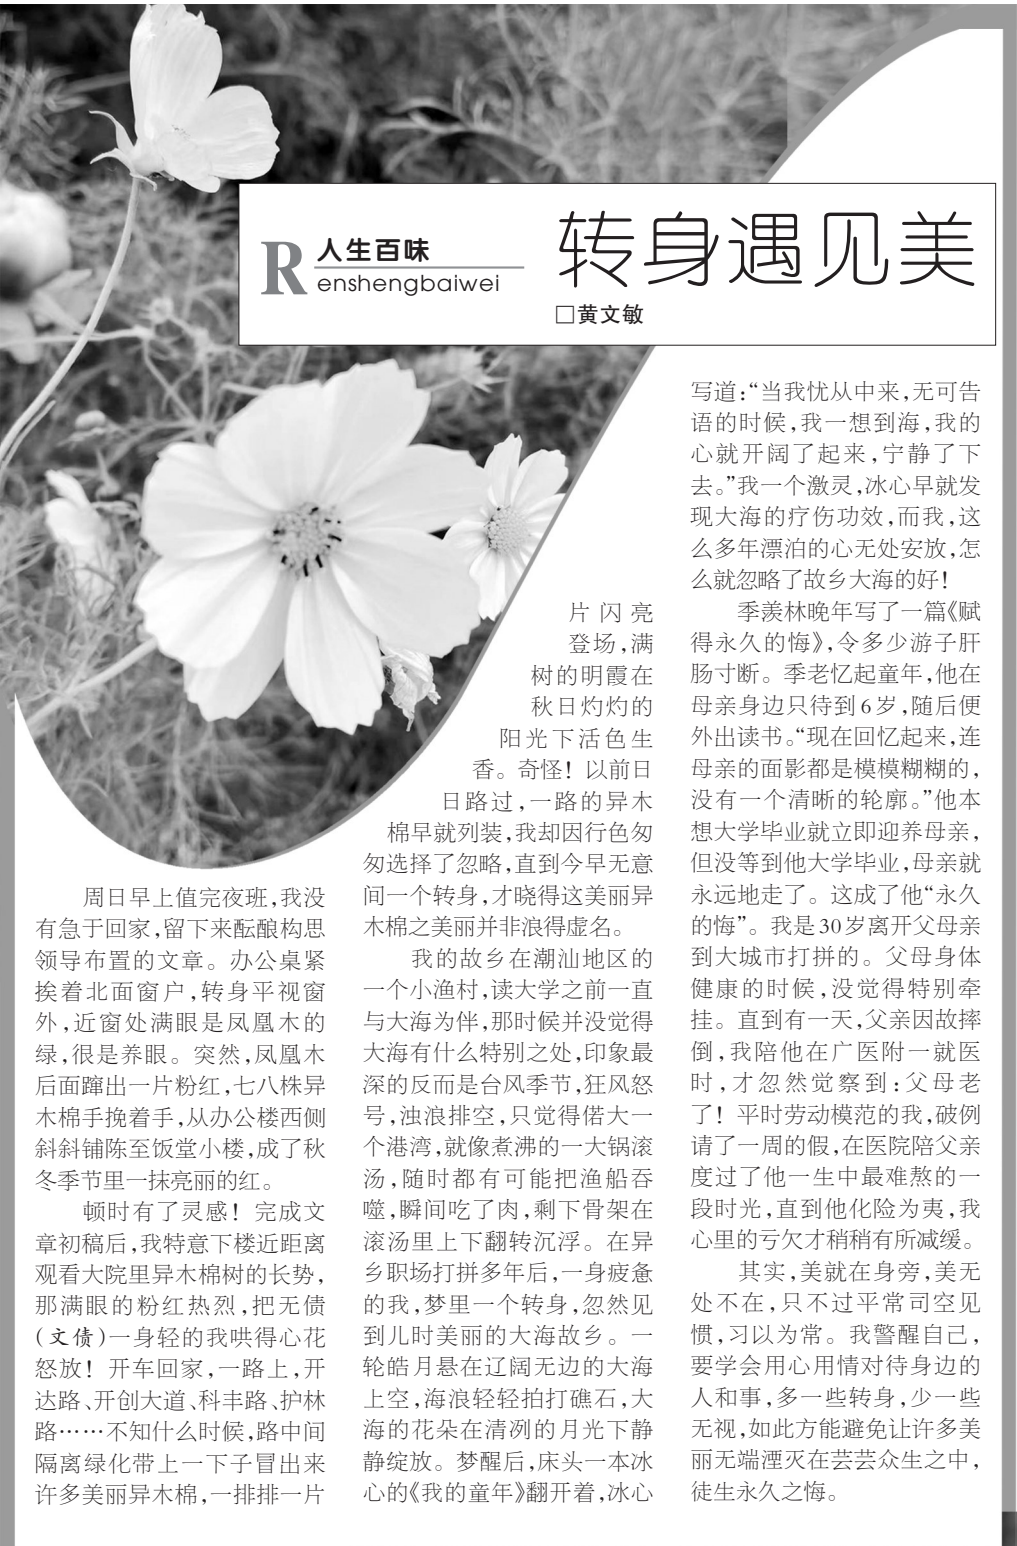 人生百味
Renshengbaiwei
转身遇见美
□黄文敏
周日早上值完夜班，我没
有急于回家，留下来酝酿构思
领导布置的文章。办公桌紧
挨着北面窗户，转身平视窗
外，近窗处满眼是凤凰木的
绿，很是养眼。突然，凤凰木
后面蹿出一片粉红，七八株异
木棉手挽着手，从办公楼西侧
斜斜铺陈至饭堂小楼，成了秋
冬季节里一抹亮丽的红。
顿时有了灵感！完成文
章初稿后，我特意下楼近距离
观看大院里异木棉树的长势，
那满眼的粉红热烈，把无债
(文债)一身轻的我哄得心花
怒放！开车回家，一路上，开
达路、开创大道、科丰路、护林
路……不知什么时候，路中间
隔离绿化带上一下子冒出来
许多美丽异木棉，一排排一片
片闪亮
登场，满
树的明霞在
秋日灼灼的
阳光下活色生
香。奇怪！以前日
日路过，一路的异木
棉早就列装，我却因行色匆
匆选择了忽略，直到今早无意
间一个转身，才晓得这美丽异
木棉之美丽并非浪得虚名。
我的故乡在潮汕地区的
一个小渔村，读大学之前一直
与大海为伴，那时候并没觉得
大海有什么特别之处，印象最
深的反而是台风季节，狂风怒
号，浊浪排空，只觉得偌大一
个港湾，就像煮沸的一大锅滚
汤，随时都有可能把渔船吞
噬，瞬间吃了肉，剩下骨架在
滚汤里上下翻转沉浮。在异
乡职场打拼多年后，一身疲惫
的我，梦里一个转身，忽然见
到儿时美丽的大海故乡。一
轮皓月悬在辽阔无边的大海
上空，海浪轻轻拍打礁石，大
海的花朵在清冽的月光下静
静绽放。梦醒后，床头一本冰
心的《我的童年》翻开着，冰心
写道：“当我忧从中来，无可告
语的时候，我一想到海，我的
心就开阔了起来，宁静了下
去。”我一个激灵，冰心早就发
现大海的疗伤功效，而我，这
么多年漂泊的心无处安放，怎
么就忽略了故乡大海的好！
季羡林晚年写了一篇《赋
得永久的悔》，令多少游子肝
肠寸断。季老忆起童年，他在
母亲身边只待到6岁，随后便
外出读书。“现在回忆起来，连
母亲的面影都是模模糊糊的，
没有一个清晰的轮廓。”他本
想大学毕业就立即迎养母亲，
但没等到他大学毕业，母亲就
永远地走了。这成了他“永久
的悔”。我是30岁离开父母亲
到大城市打拼的。父母身体
健康的时候，没觉得特别牵
挂。直到有一天，父亲因故摔
倒，我陪他在广医附一就医
时，才忽然觉察到：父母老
了！平时劳动模范的我，破例
请了一周的假，在医院陪父亲
度过了他一生中最难熬的一
段时光，直到他化险为夷，我
心里的亏欠才稍稍有所减缓。
其实，美就在身旁，美无
处不在，只不过平常司空见
惯，习以为常。我警醒自己，
要学会用心用情对待身边的
人和事，多一些转身，少一些
无视，如此方能避免让许多美
丽无端湮灭在芸芸众生之中，
徒生永久之悔。